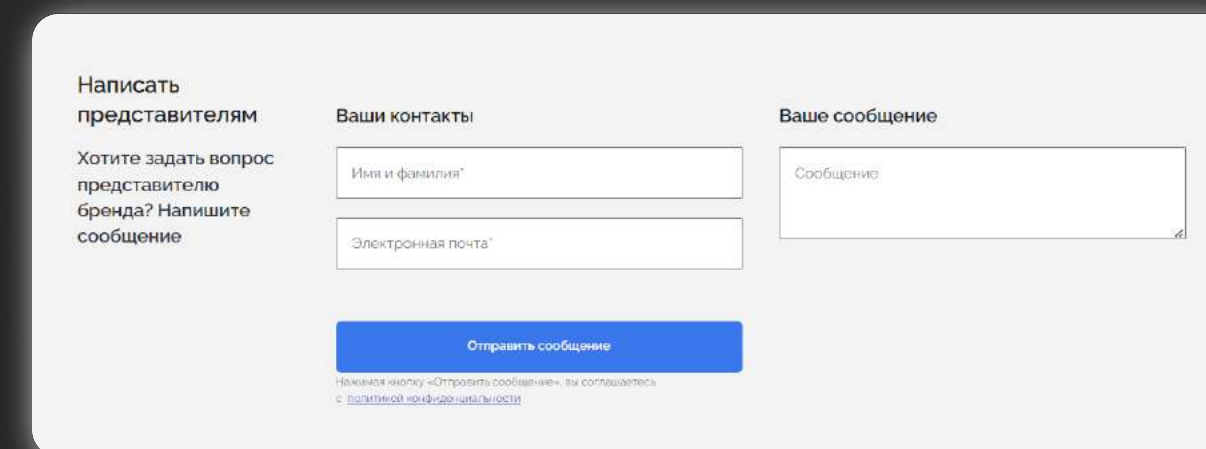 Написать
представителям
Хотите задать вопрос
представителю
бренда? Напишите
сообщение
Ваши контакты
Имя и фамилия*
Электронная почта*
Отправить сообщение
Нажимая кнопку «Отправить сообщение», вы соглашаетесь
с политикой конфиденциальности
Ваше сообщение
Сообщение